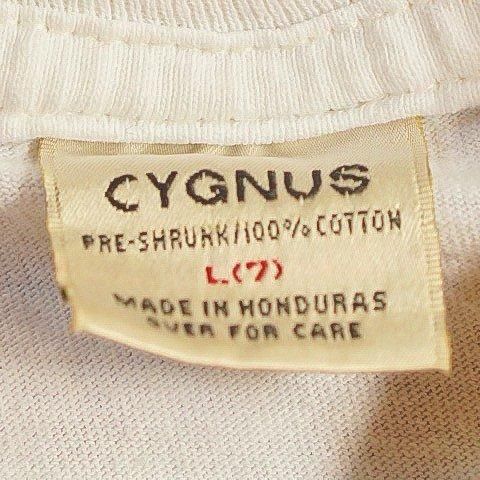 CYGNUS
PRE-SHRUNK/100% COTTON
L(7)
MADE IN HONDURAS
OVER FOR CARE